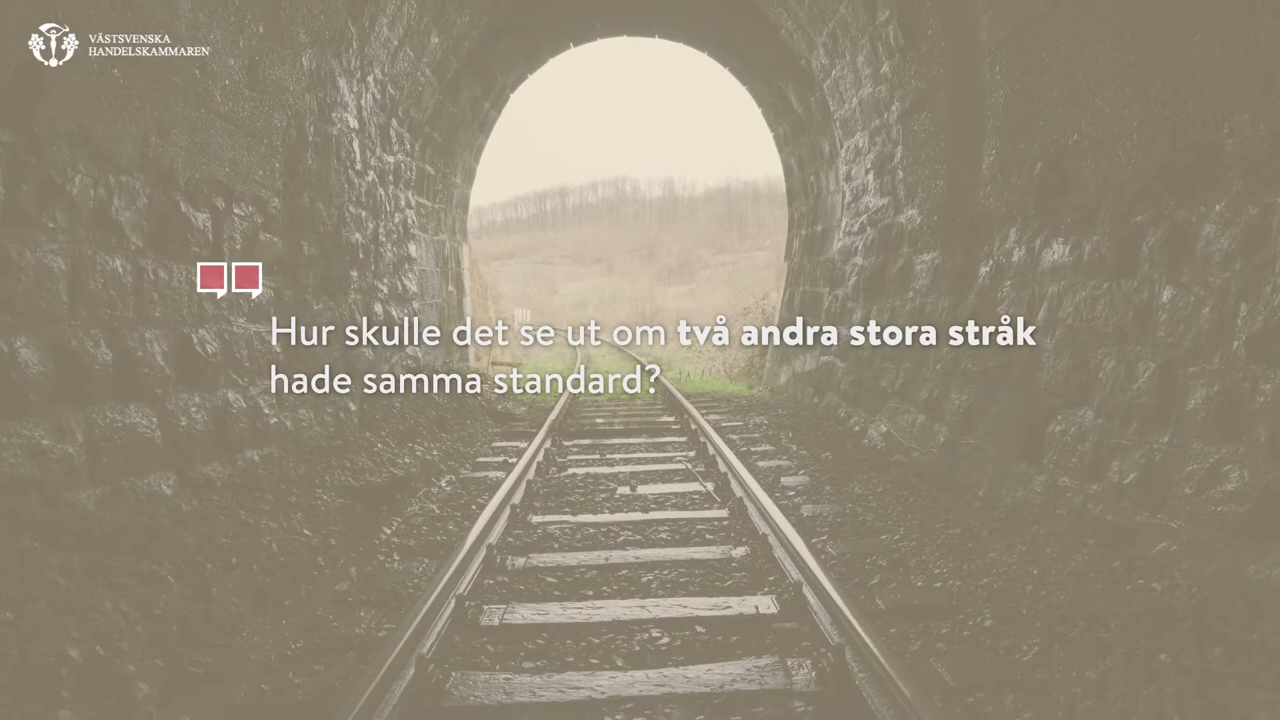 VÄSTSVENSKA
HANDELSKAMMAREN
Hur skulle det se ut om två andra stora stråk
hade samma standard?